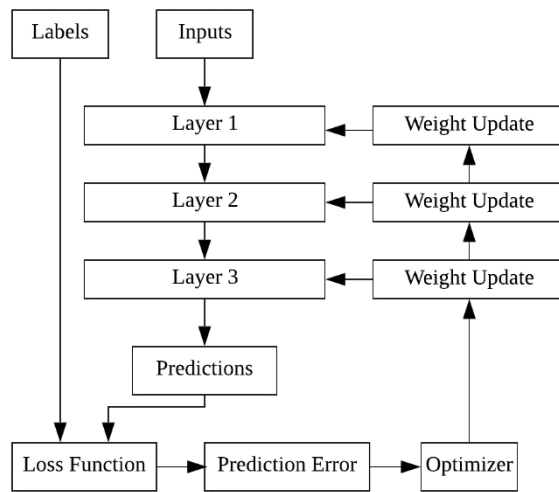 Labels
Inputs
Layer 1
Weight Update
Layer 2
Weight Update
Layer 3
Weight Update
Predictions
Loss Function
Prediction Error
Optimizer